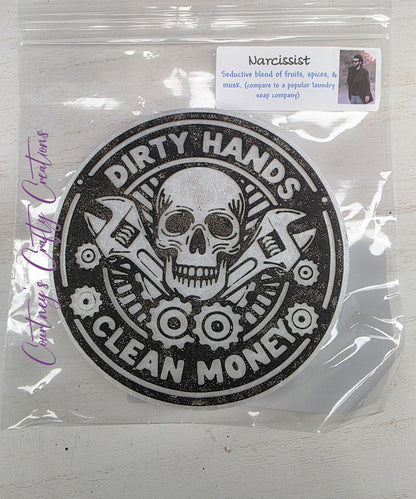 Narcissist
Seductive blend of fruits, spices, &
musk. (compare to a popular laundry
soap company)
Courtney's Crafty Creations
DIRTY HANDS
CLEAN MONEY